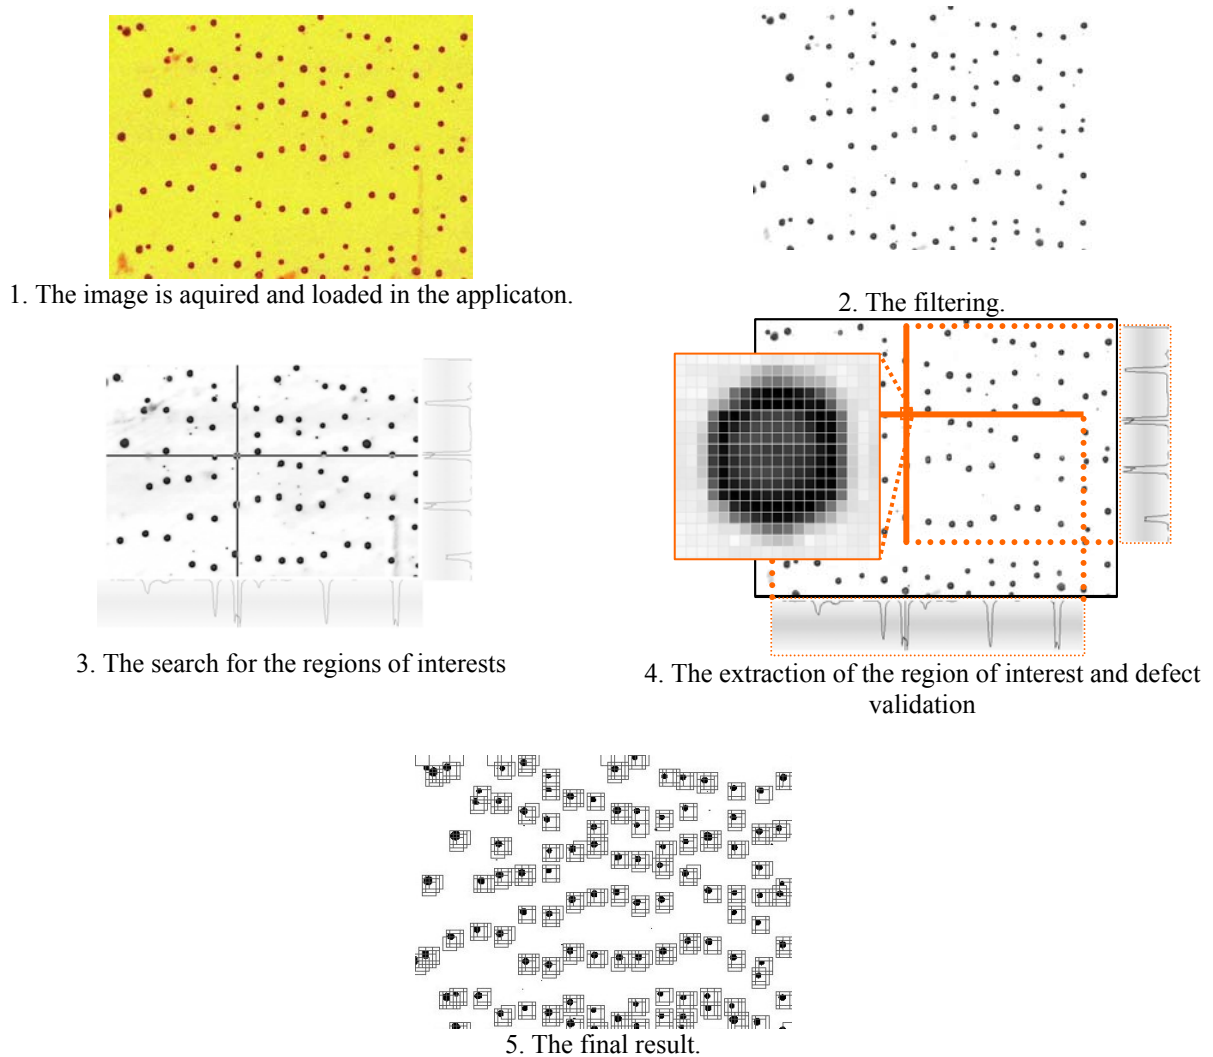 1. The image is aquired and loaded in the applicaton.
2. The filtering.
3. The search for the regions of interests
4. The extraction of the region of interest and defect
validation
5. The final result.